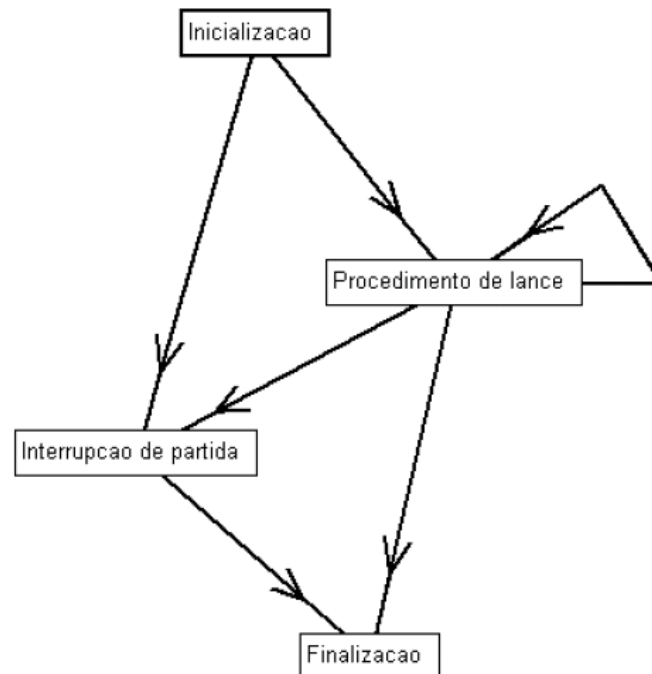 Inicializacao
Procedimento de lance
Interrupcao de partida
Finalizacao